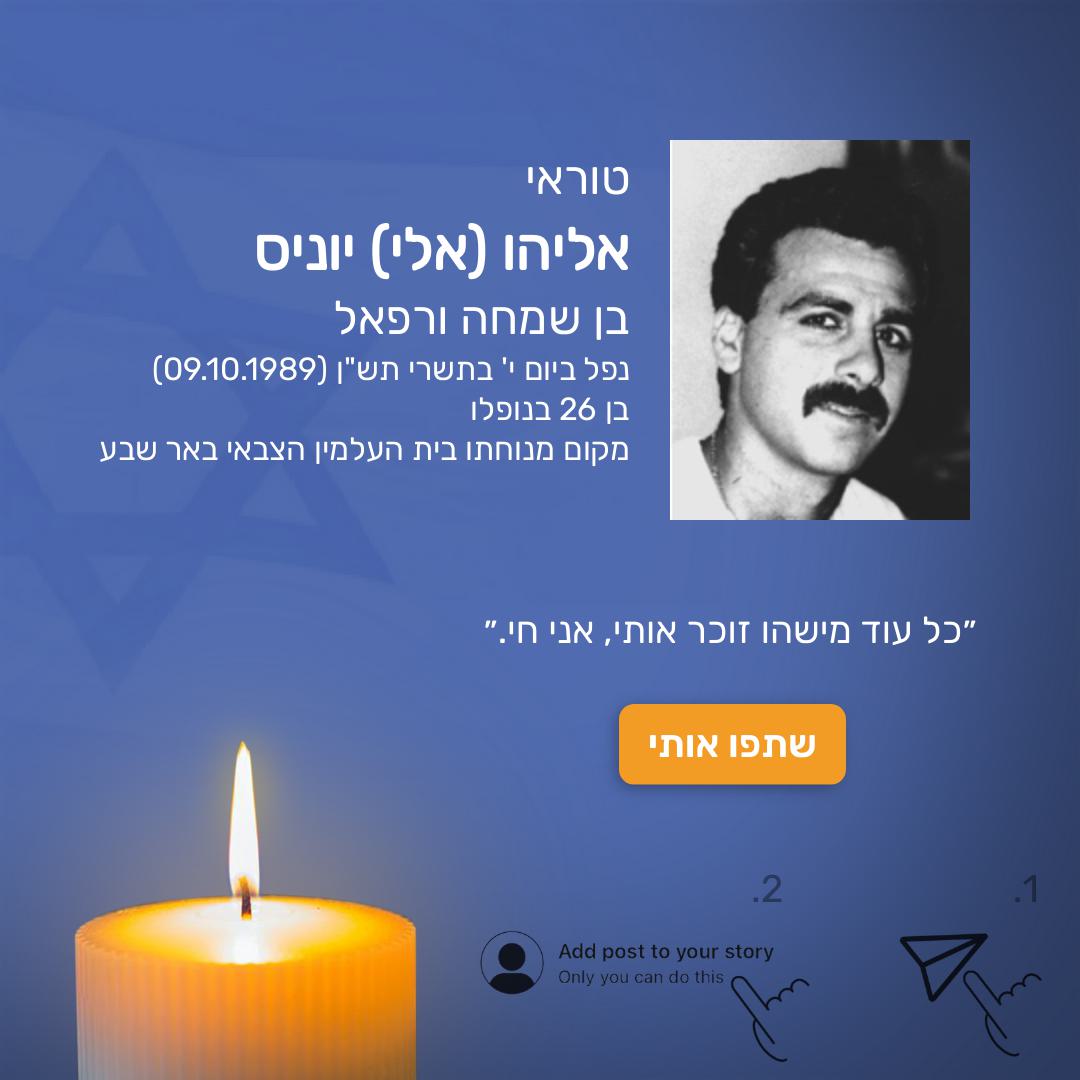 טוראי
אליהו (אלי) יוניס
בן שמחה ורפאל
נפל ביום י' בתשרי תש"ן (09.10.1989)
בן 26 בנופלו
מקום מנוחתו בית העלמין הצבאי באר שבע
״כל עוד מישהו זוכר אותי, אני חי.״
שתפו אותי
.1
.2
Add post to your story
Only you can do this